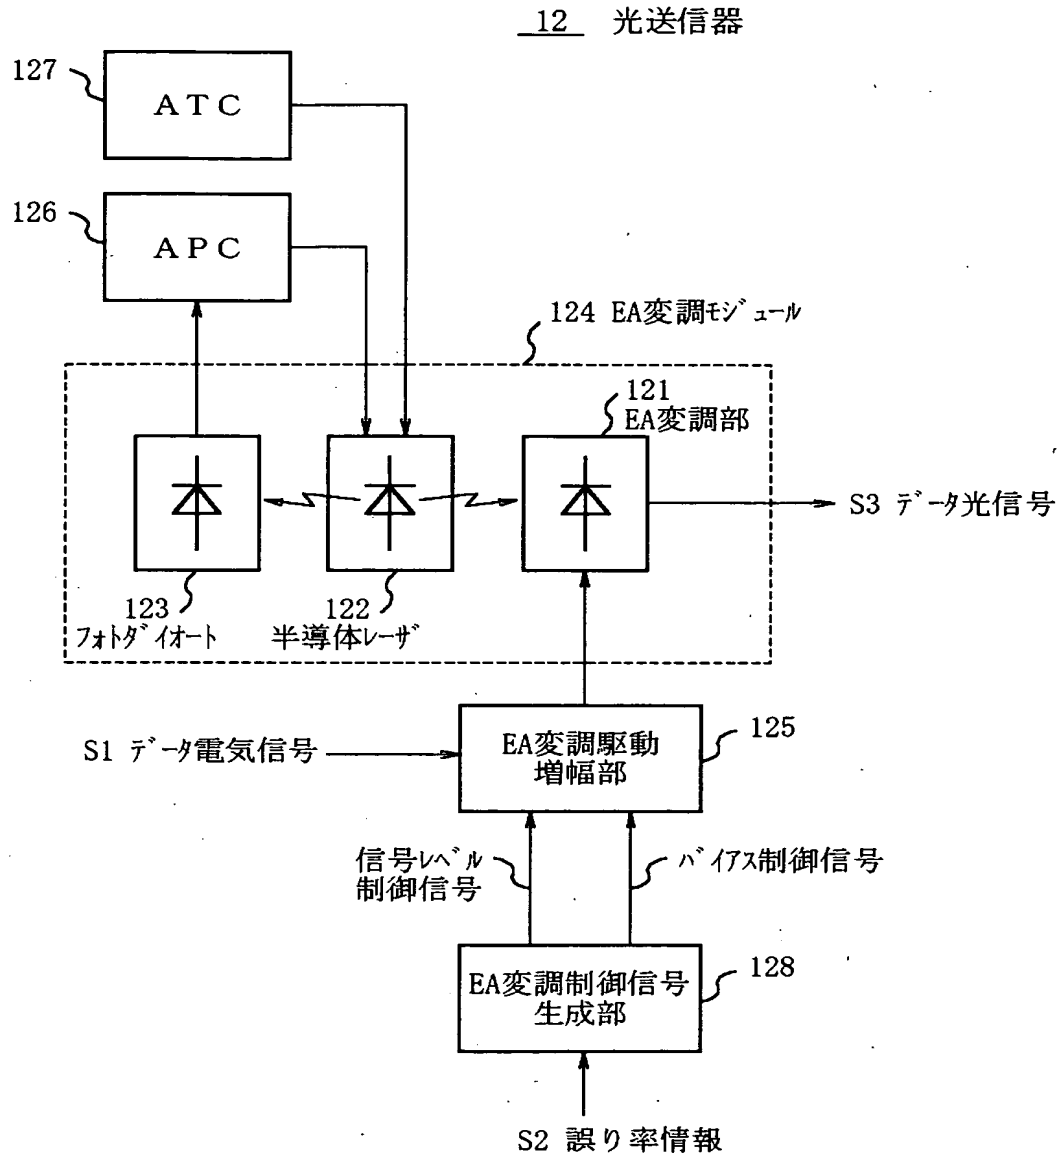 12 光送信器
127
ATC
126
APC
124 EA変調モジュール
121
EA変調部
S3 データ光信号
123
フォトダイオート
122
半導体レーザ
S1 データ電気信号
EA変調駆動
増幅部
125
信号レベル
制御信号
バイアス制御信号
EA変調制御信号
生成部
128
S2 誤り率情報